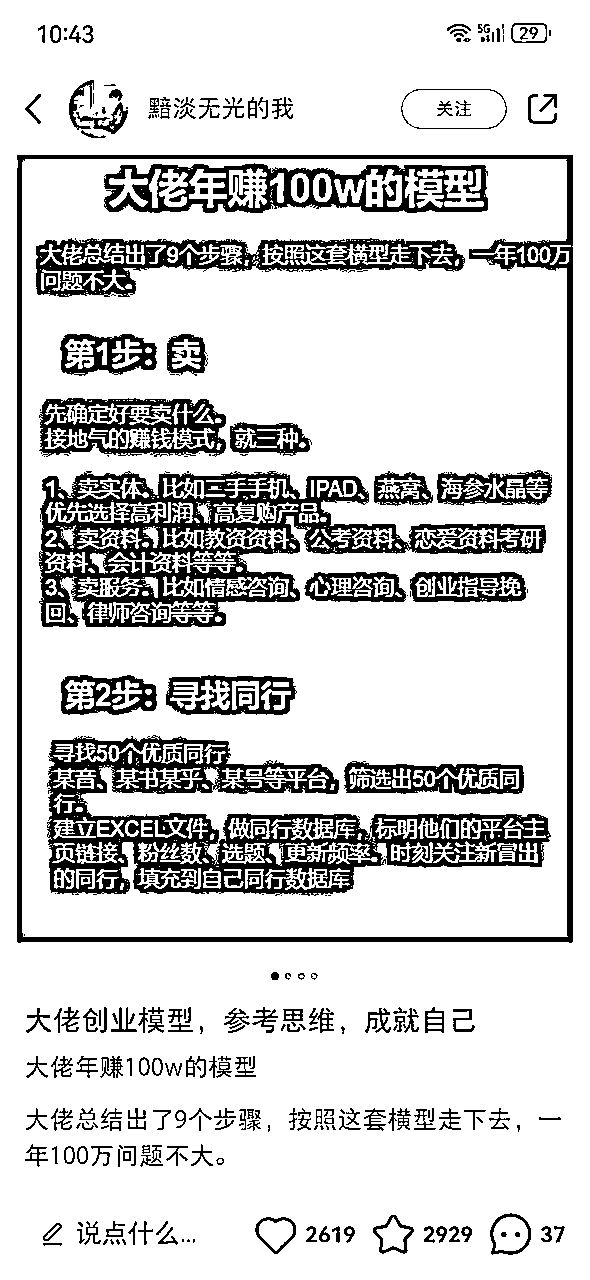 10:43
5G
29
黯淡无光的我
关注
大佬年赚100w的模型
大佬总结出了9个步骤,按照这套模型走下去,一年100万
问题不大。
第1步:卖
先确定好要卖什么。
接地气的赚钱模式,就三种。
1、卖实体、比如二手手机、IPAD、燕窝、海参水晶等
优先选择高利润、高复购产品。
2、卖资料。比如教资资料、公考资料、恋爱资料考研
资料、会计资料等等。
3、卖服务。比如情感咨询、心理咨询、创业指导挽
回、律师咨询等等。
第2步:寻找同行
寻找50个优质同行
某音、某书某乎、某号等平台,筛选出50个优质同
行。
建立EXCEL文件,做同行数据库,标明他们的平台主
页链接、粉丝数、选题、更新频率。时刻关注新冒出
的同行,填充到自己同行数据库
大佬创业模型,参考思维,成就自己
大佬年赚100w的模型
大佬总结出了9个步骤,按照这套模型走下去,一
年100万问题不大。
说点什么...
2619
2929
37